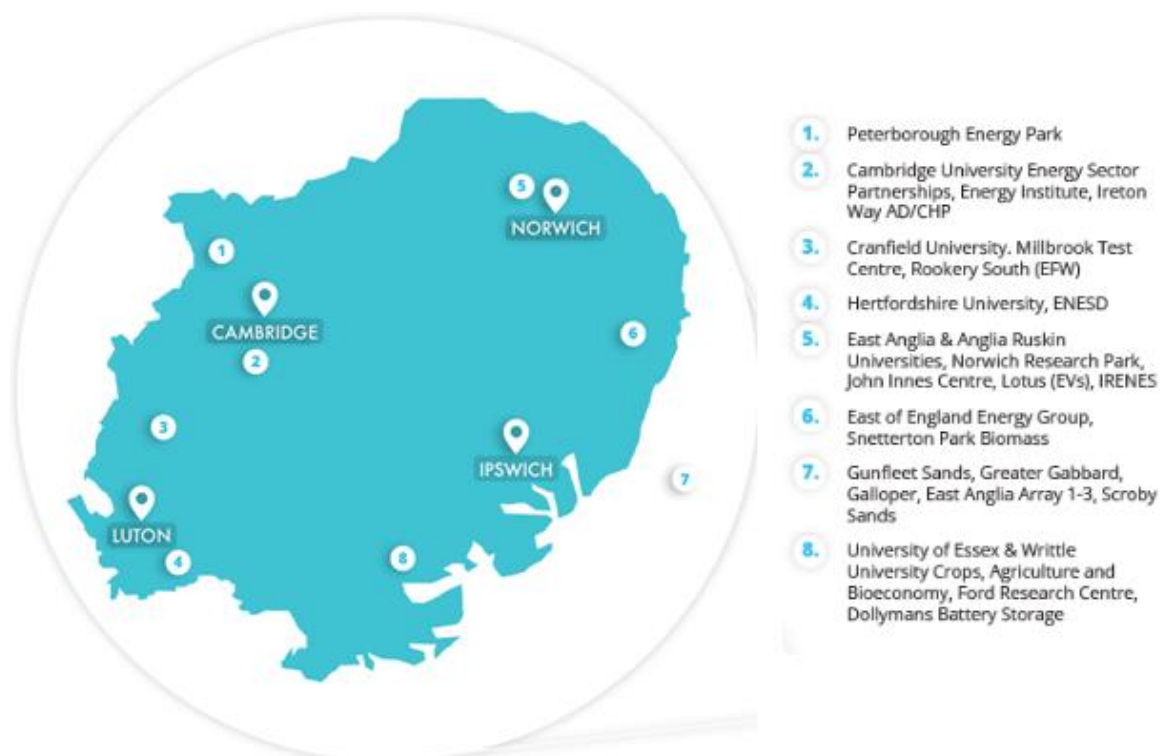 5
NORWICH
1
CAMBRIDGE
2
6
3
IPSWICH
7
LUTON
4
8
1. Peterborough Energy Park
2. Cambridge University Energy Sector
Partnerships, Energy Institute, Ireton
Way AD/CHP
3. Cranfield University. Millbrook Test
Centre, Rookery South (EFW)
4. Hertfordshire University, ENESD
5. East Anglia & Anglia Ruskin
Universities, Norwich Research Park,
John Innes Centre, Lotus (EVs), IRENES
6. East of England Energy Group,
Snetterton Park Biomass
7. Gunfleet Sands, Greater Gabbard,
Galloper, East Anglia Array 1-3, Scroby
Sands
8. University of Essex & Writtle
University Crops, Agriculture and
Bioeconomy, Ford Research Centre,
Dollymans Battery Storage